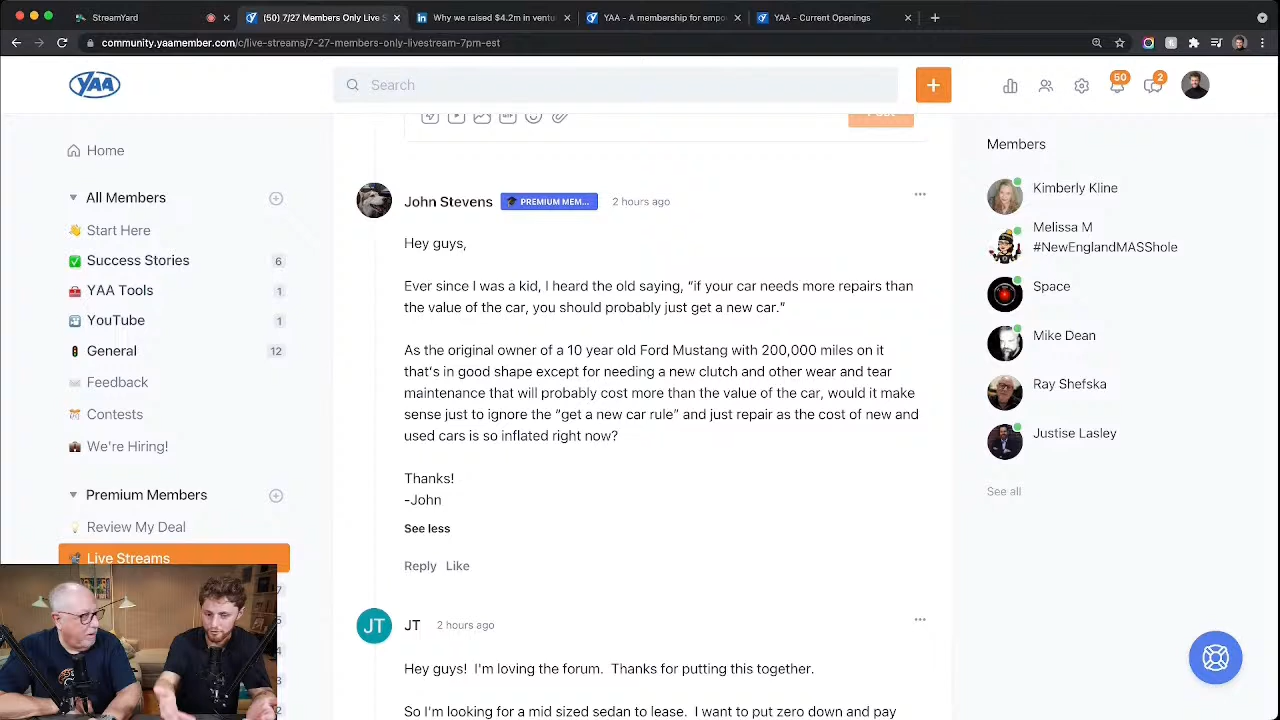 StreamYard
(50) 7/27 Members Only Live S
Why we raised $4.2m in ventu
YAA - A membership for empo
YAA - Current Openings
community.yaamember.com/c/live-streams/7-27-members-only-livestream-7pm-est
YAA
Search
50
2
Home
All Members
Start Here
Success Stories 6
YAA Tools 1
YouTube 1
General 12
Feedback
Contests
We're Hiring!
Premium Members
Review My Deal
Live Streams
GIF
John Stevens PREMIUM MEM... 2 hours ago
Hey guys,
Ever since I was a kid, I heard the old saying, “if your car needs more repairs than
the value of the car, you should probably just get a new car.”
As the original owner of a 10 year old Ford Mustang with 200,000 miles on it
that’s in good shape except for needing a new clutch and other wear and tear
maintenance that will probably cost more than the value of the car, would it make
sense just to ignore the “get a new car rule” and just repair as the cost of new and
used cars is so inflated right now?
Thanks!
-John
See less
Reply Like
JT JT 2 hours ago
Hey guys! I'm loving the forum. Thanks for putting this together.
So I'm looking for a mid sized sedan to lease. I want to put zero down and pay
Members
Kimberly Kline
Melissa M
#NewEnglandMASShole
Space
Mike Dean
Ray Shefska
Justise Lasley
See all